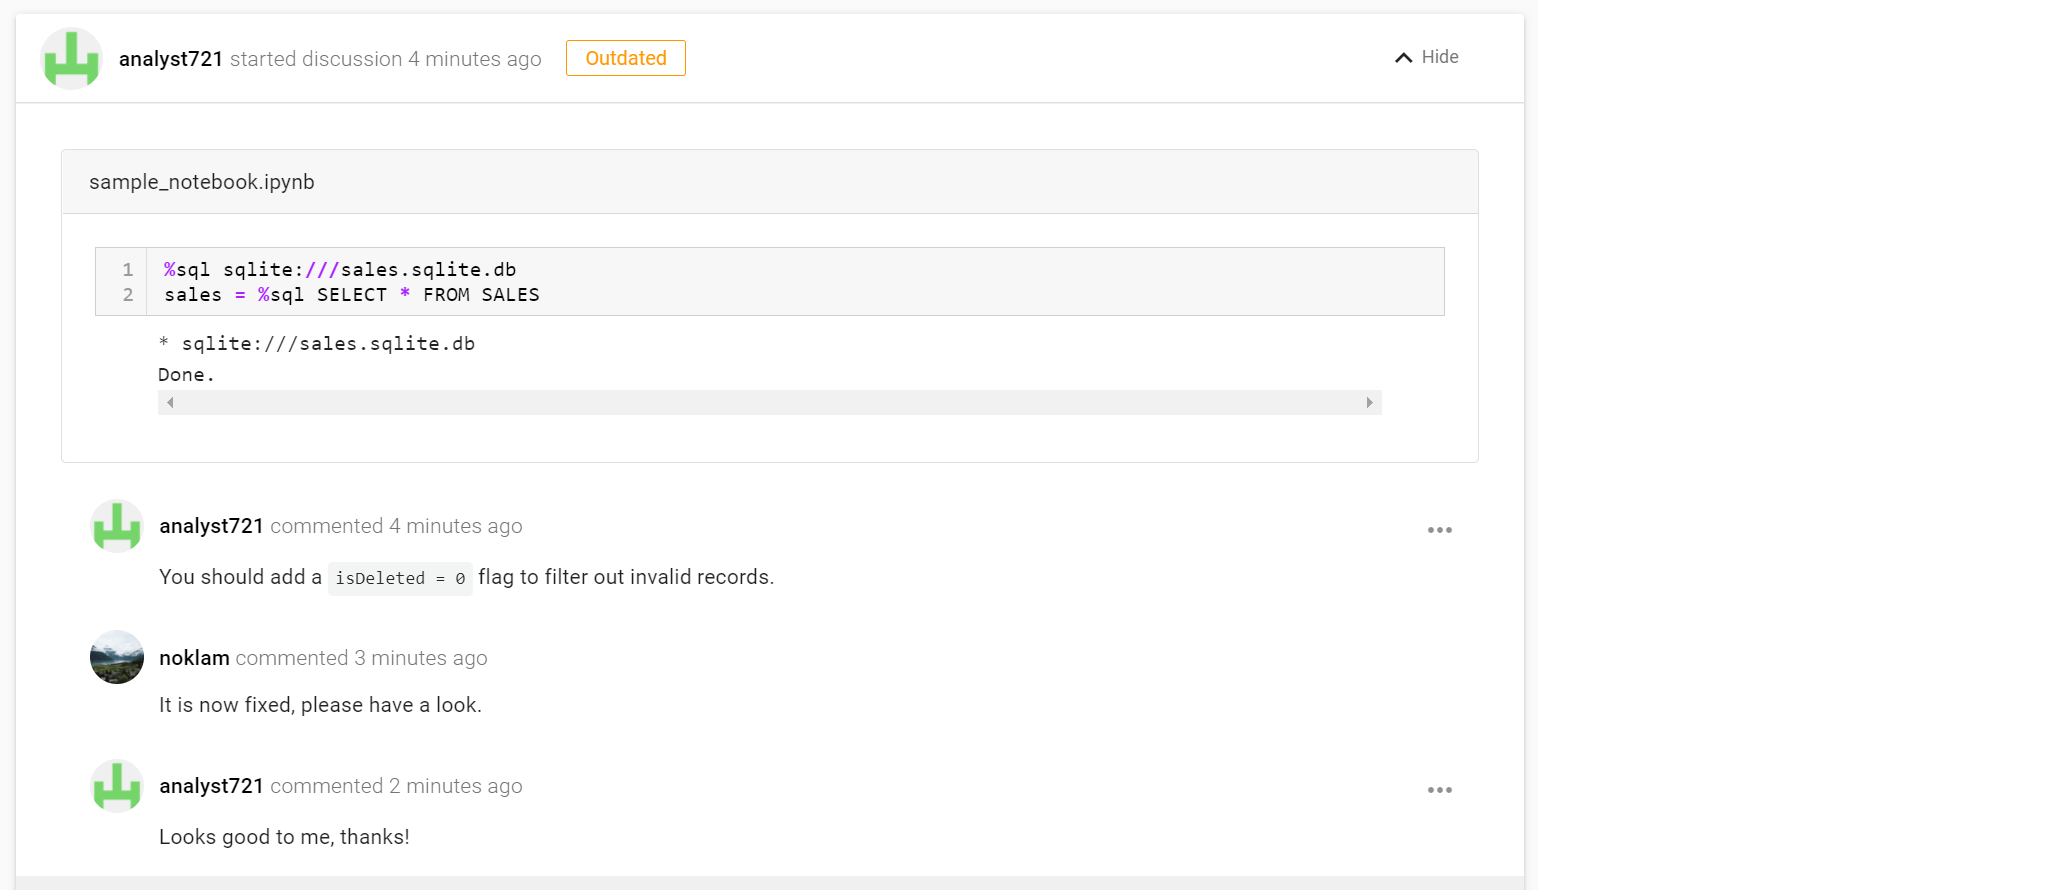 analyst721 started discussion 4 minutes ago Outdated Hide
sample_notebook.ipynb
1 %sql sqlite:///sales.sqlite.db
2 sales = %sql SELECT * FROM SALES
* sqlite:///sales.sqlite.db
Done.
analyst721 commented 4 minutes ago
You should add a isDeleted = 0 flag to filter out invalid records.
noklam commented 3 minutes ago
It is now fixed, please have a look.
analyst721 commented 2 minutes ago
Looks good to me, thanks!